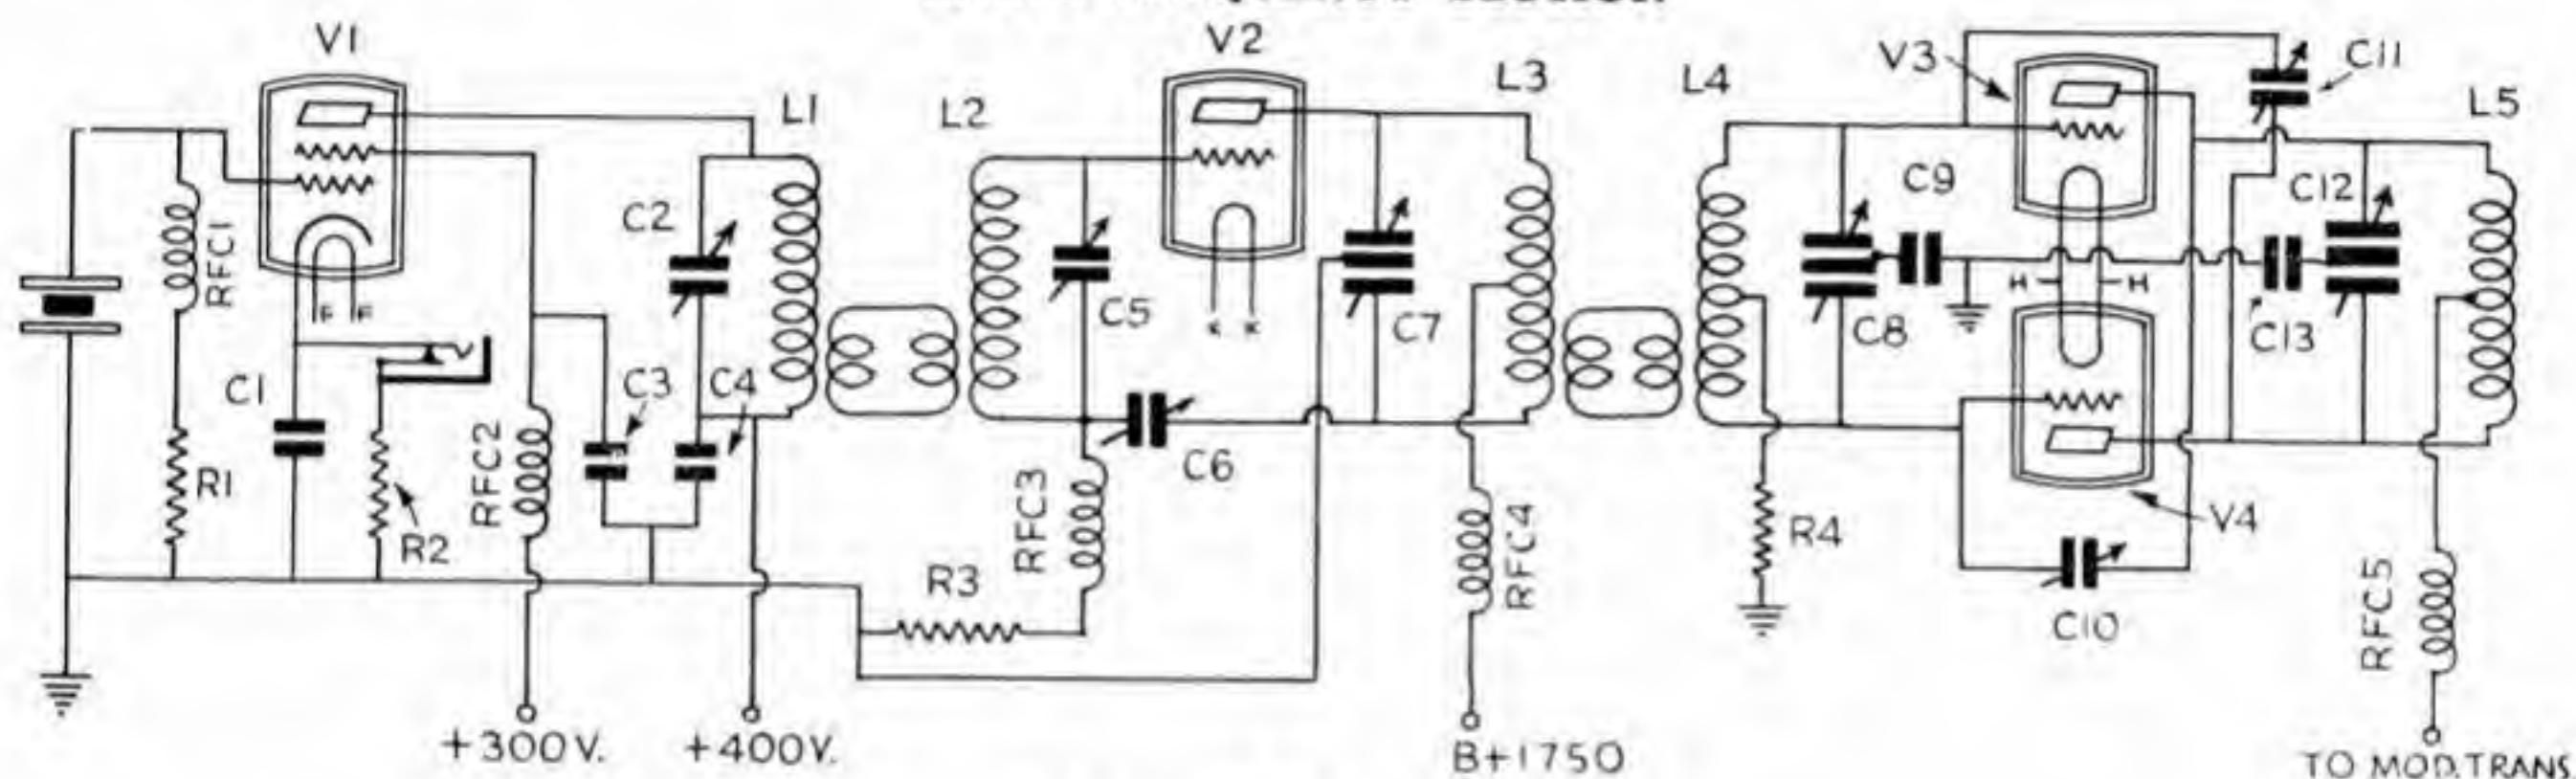 V1
V2
V3
C11
L1
L2
L3
L4
L5
RFC1
C2
C5
C7
C8
C9
C12
C13
F F
H H
x x
C1
C3
C4
C6
V4
R1
R2
RFC2
RFC3
R3
RFC4
R4
C10
RFC5
+300V.
+400V.
B+1750
TO MOD.TRANS